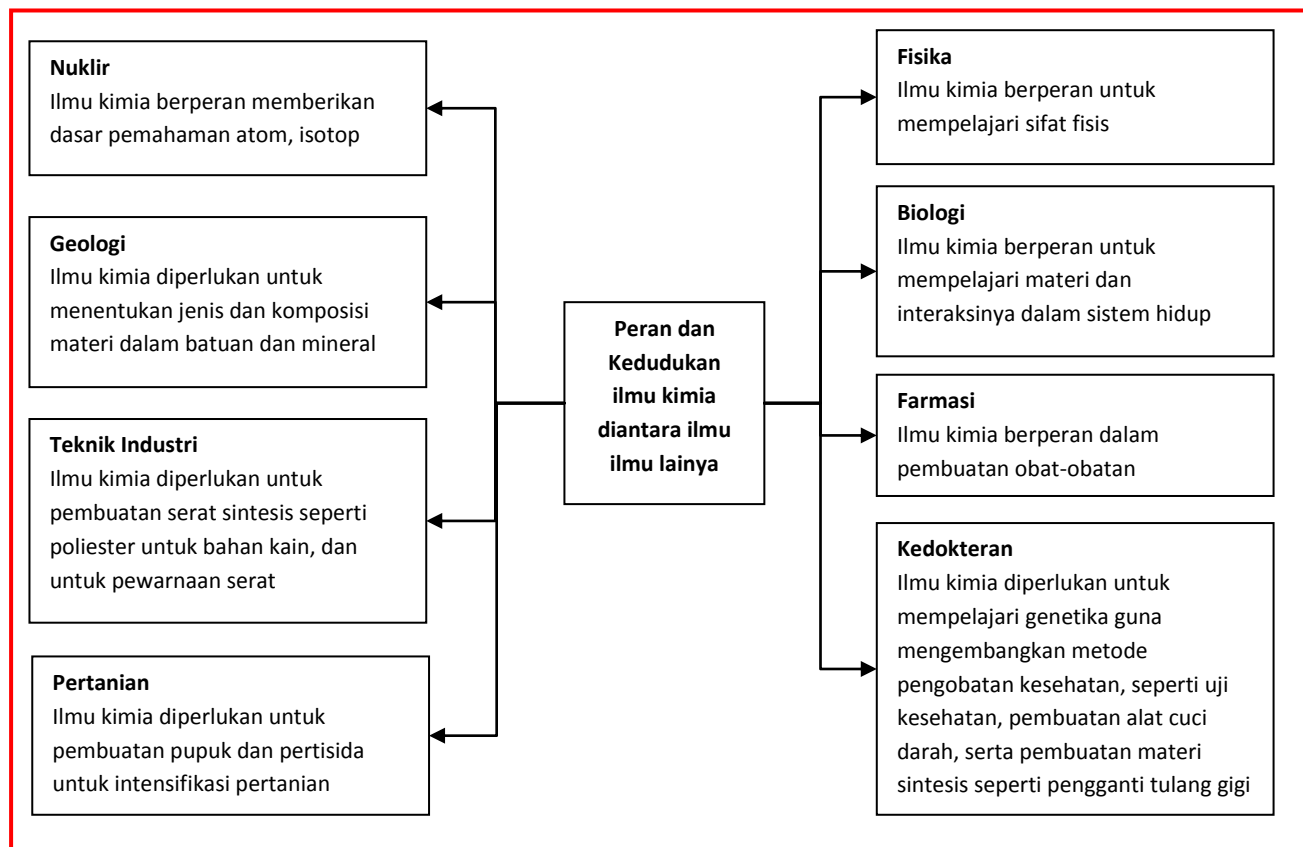 Nuklir
Ilmu kimia berperan memberikan
dasar pemahaman atom, isotop
Geologi
Ilmu kimia diperlukan untuk
menentukan jenis dan komposisi
materi dalam batuan dan mineral
Teknik Industri
Ilmu kimia diperlukan untuk
pembuatan serat sintesis seperti
poliester untuk bahan kain, dan
untuk pewarnaan serat
Pertanian
Ilmu kimia diperlukan untuk
pembuatan pupuk dan pertisida
untuk intensifikasi pertanian
Peran dan
Kedudukan
ilmu kimia
diantara ilmu
ilmu lainya
Fisika
Ilmu kimia berperan untuk
mempelajari sifat fisis
Biologi
Ilmu kimia berperan untuk
mempelajari materi dan
interaksinya dalam sistem hidup
Farmasi
Ilmu kimia berperan dalam
pembuatan obat-obatan
Kedokteran
Ilmu kimia diperlukan untuk
mempelajari genetika guna
mengembangkan metode
pengobatan kesehatan, seperti uji
kesehatan, pembuatan alat cuci
darah, serta pembuatan materi
sintesis seperti pengganti tulang gigi